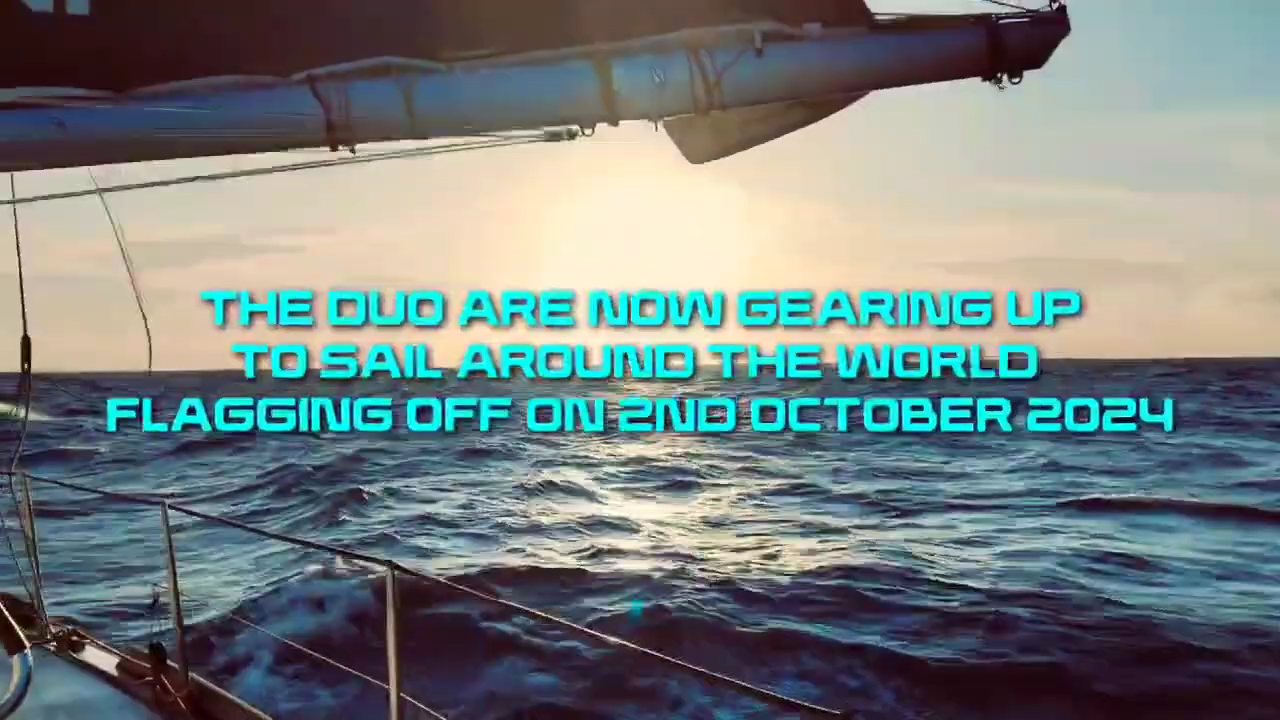 THE DUO ARE NOW GEARING UP
TO SAIL AROUND THE WORLD
FLAGGING OFF ON 2ND OCTOBER 2024